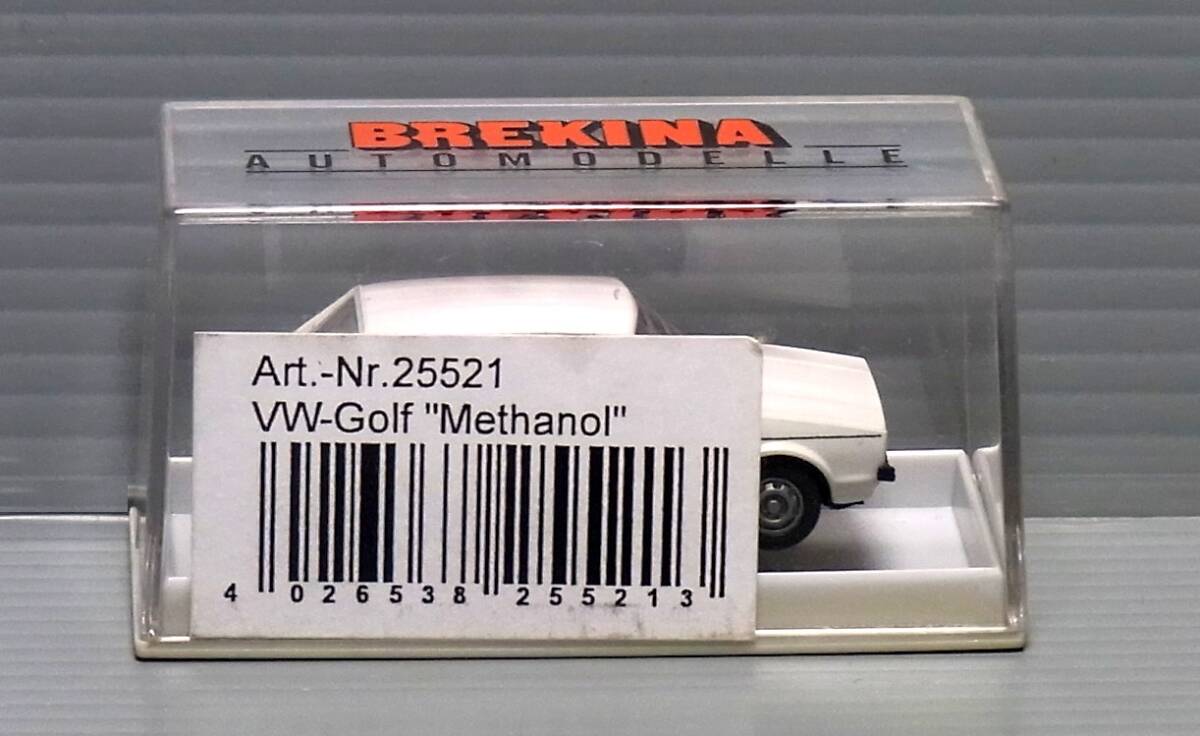 BREKINA
AUTOMODELLE
Art.-Nr.25521
VW-Golf "Methanol"
4 026538 255213